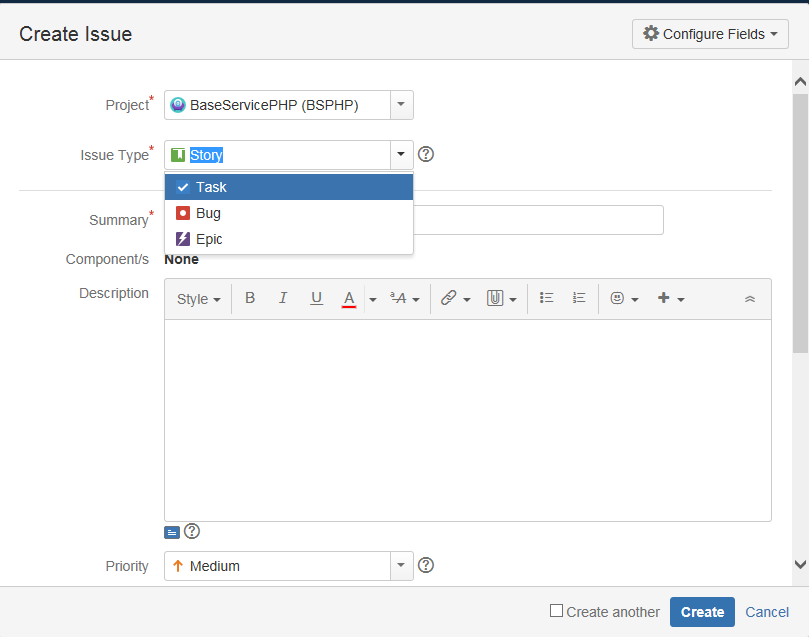 Create Issue
Configure Fields
Project*
BaseServicePHP (BSPHP)
Issue Type*
Story
Task
Bug
Epic
Summary*
Component/s
None
Description
Style B I U A ªA
Priority
Medium
Create another
Create
Cancel